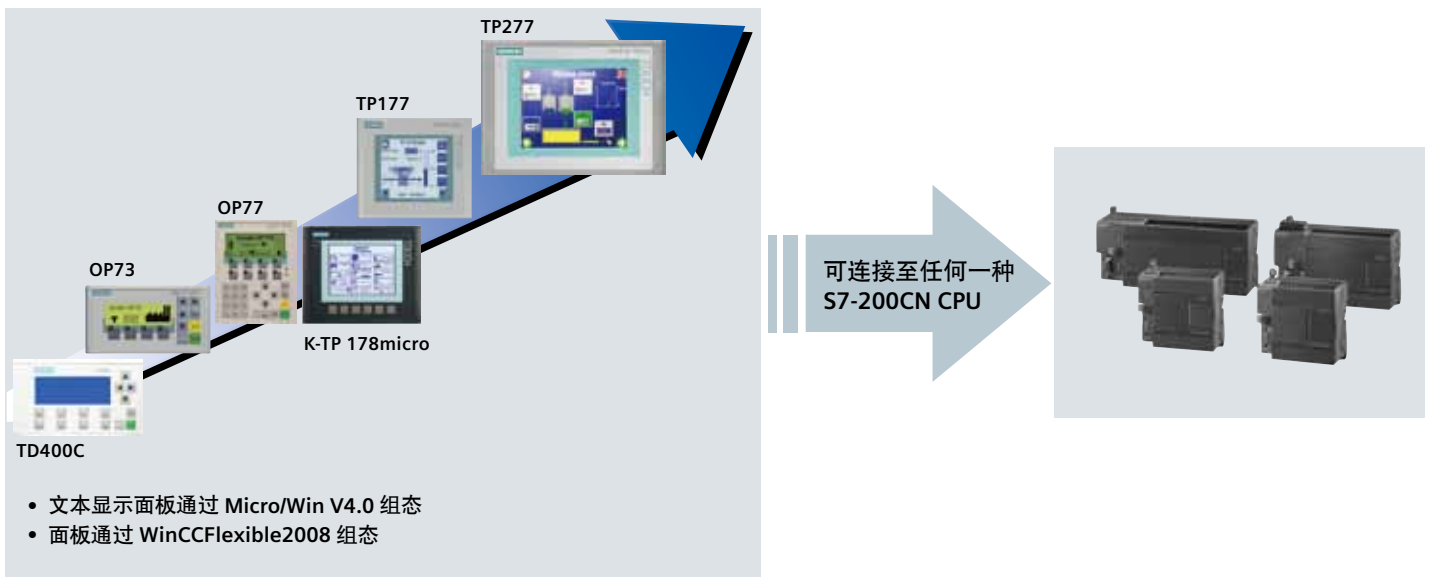 TP277
TP177
OP77
OP73
K-TP 178micro
TD400C
• 文本显示面板通过 Micro/Win V4.0 组态
• 面板通过 WinCCFlexible2008 组态
可连接至任何一种
S7-200CN CPU